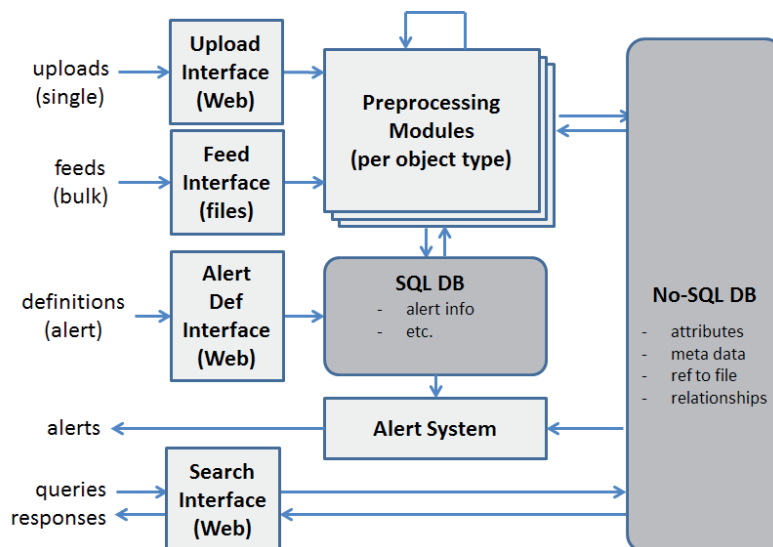 uploads
(single)
Upload
Interface
(Web)
Preprocessing
Modules
(per object type)
feeds
(bulk)
Feed
Interface
(files)
definitions
(alert)
Alert
Def
Interface
(Web)
SQL DB
- alert info
- etc.
No-SQL DB
- attributes
- meta data
- ref to file
- relationships
alerts
Alert System
queries
responses
Search
Interface
(Web)